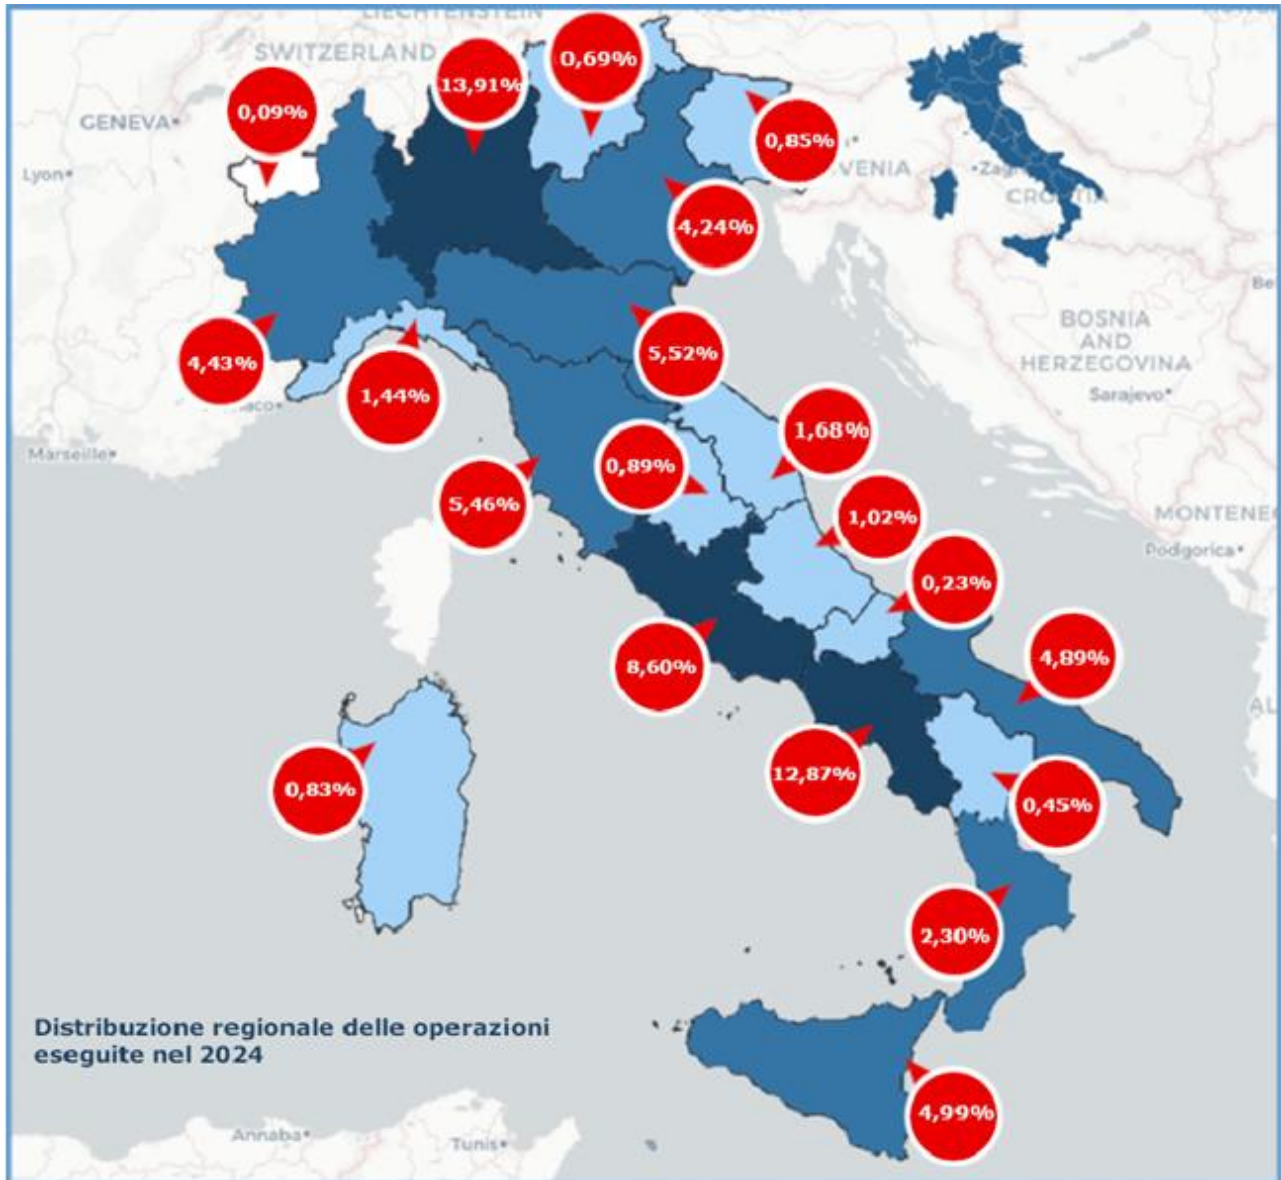 LIECHTENSTEIN
SWITZERLAND
0,69%
13,91%
0,09%
GENEVA
0,85%
VENIA
Lyon
CROATIA
4,24%
Be
BOSNIA
AND
HERZEGOVINA
5,52%
4,43%
1,44%
Sarajevo
Marseille
1,68%
0,89%
5,46%
1,02%
MONTENEG
Podgorica
0,23%
8,60%
4,89%
AL
12,87%
0,83%
0,45%
2,30%
Distribuzione regionale delle operazioni
eseguite nel 2024
4,99%
Annaba
Tunis